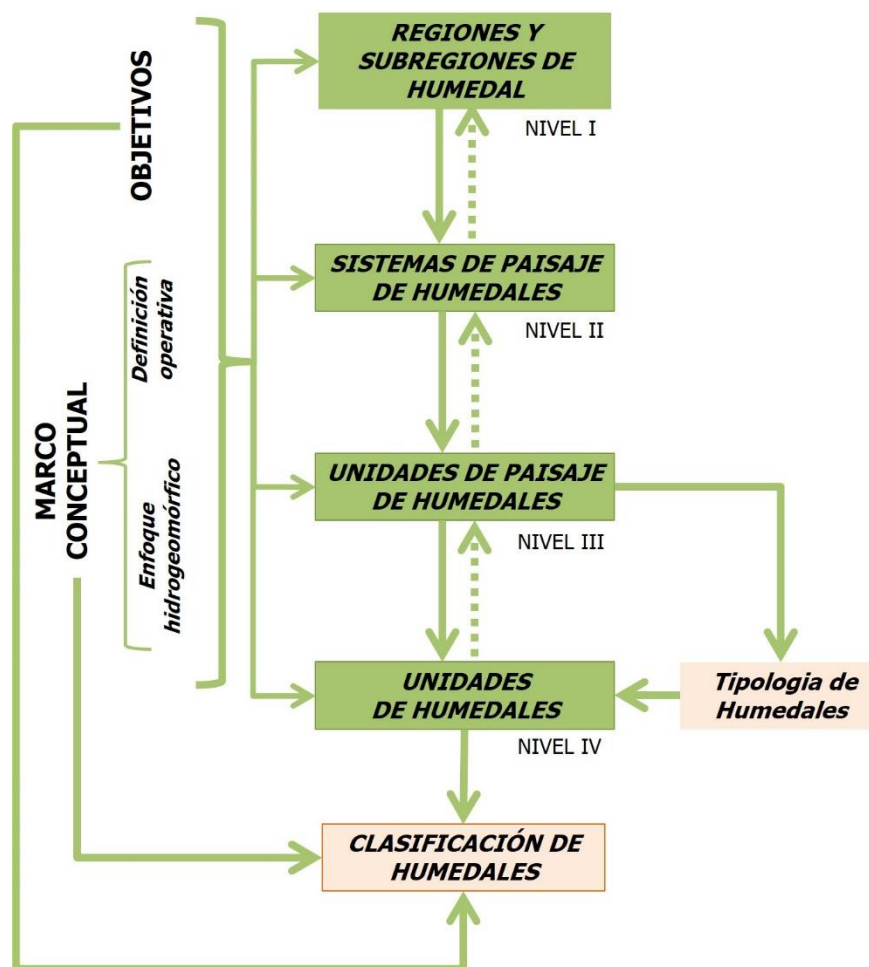 OBJETIVOS
MARCO
CONCEPTUAL
Definición
operativa
Enfoque
hidrogeomórfico
REGIONES Y
SUBREGIONES DE
HUMEDAL
NIVEL I
SISTEMAS DE PAISAJE
DE HUMEDALES
NIVEL II
UNIDADES DE PAISAJE
DE HUMEDALES
NIVEL III
UNIDADES
DE HUMEDALES
NIVEL IV
Tipologia de
Humedales
CLASIFICACIÓN DE
HUMEDALES